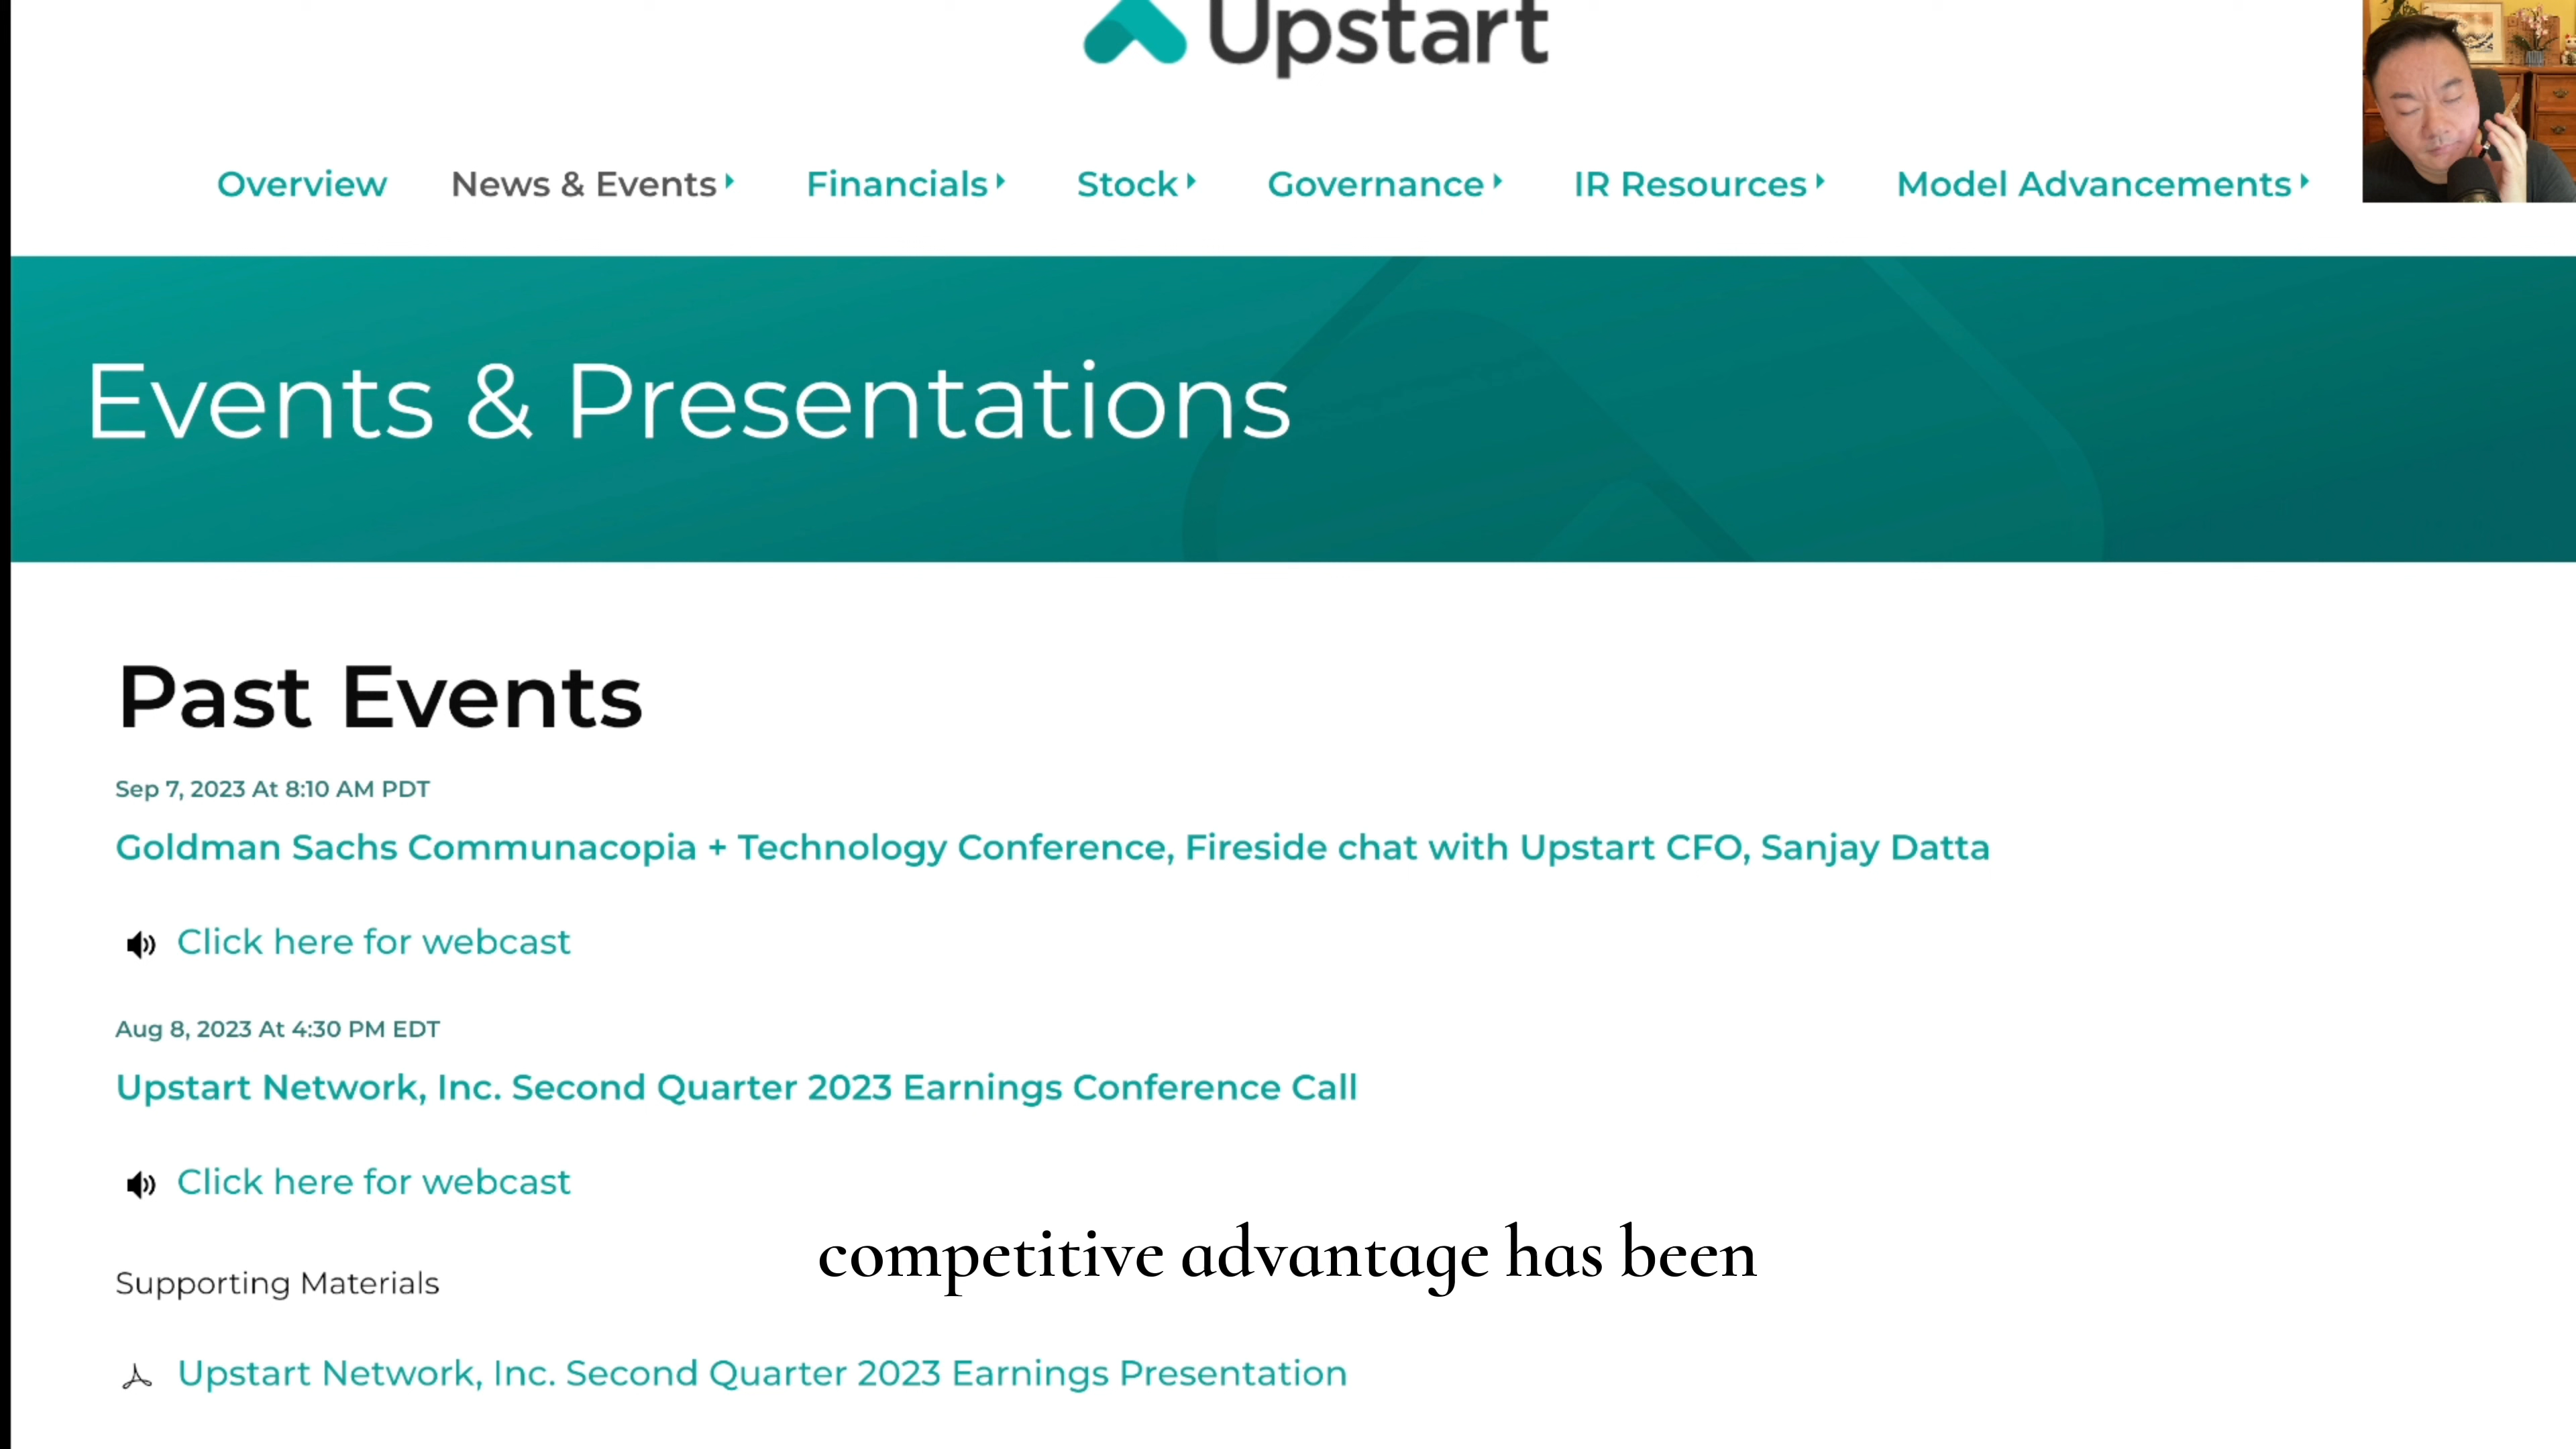 Upstart
Overview
News & Events
Financials
Stock
Governance
IR Resources
Model Advancements
Events & Presentations
Past Events
Sep 7, 2023 At 8:10 AM PDT
Goldman Sachs Communacopia + Technology Conference, Fireside chat with Upstart CFO, Sanjay Datta
Click here for webcast
Aug 8, 2023 At 4:30 PM EDT
Upstart Network, Inc. Second Quarter 2023 Earnings Conference Call
Click here for webcast
competitive advantage has been
Supporting Materials
Upstart Network, Inc. Second Quarter 2023 Earnings Presentation